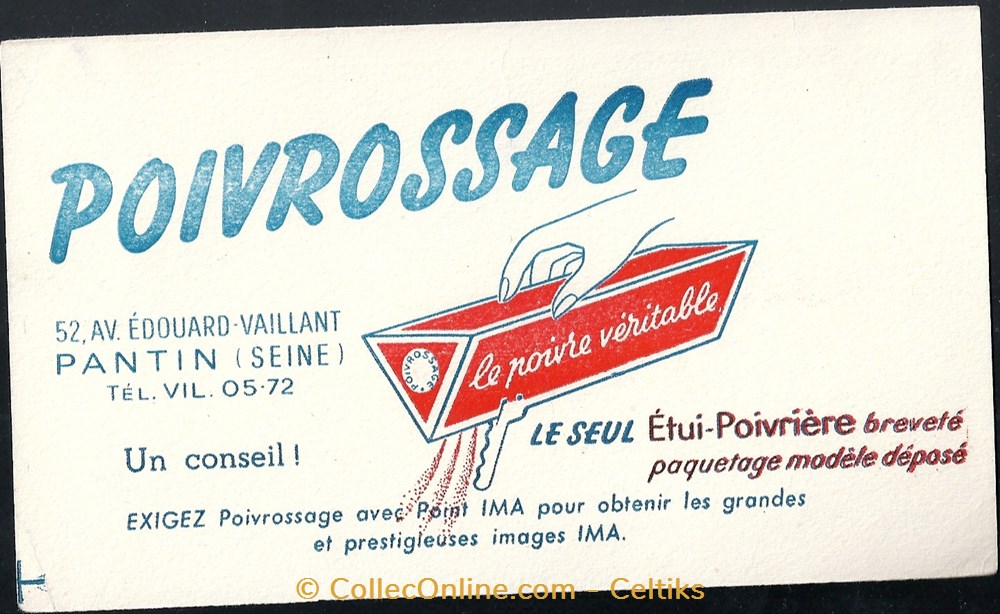 POIVROSSAGE
52, AV. ÉDOUARD-VAILLANT
PANTIN (SEINE)
TÉL. VIL. 05-72
POIVROSSAGE
le poivre véritable
LE SEUL Étui-Poivrière breveté
paquetage modèle déposé
Un conseil !
EXIGEZ Poivrossage avec Point IMA pour obtenir les grandes
et prestigieuses images IMA.
© CollecOnline.com - Celtiks